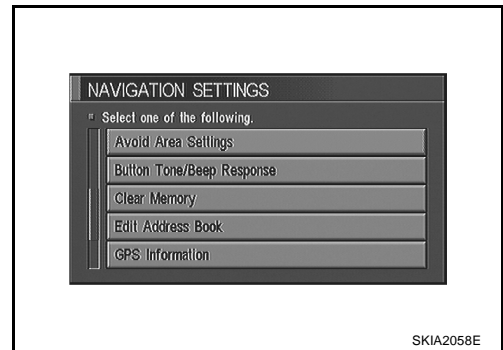 NAVIGATION SETTINGS
Select one of the following.
Avoid Area Settings
Button Tone/Beep Response
Clear Memory
Edit Address Book
GPS Information
SKIA2058E